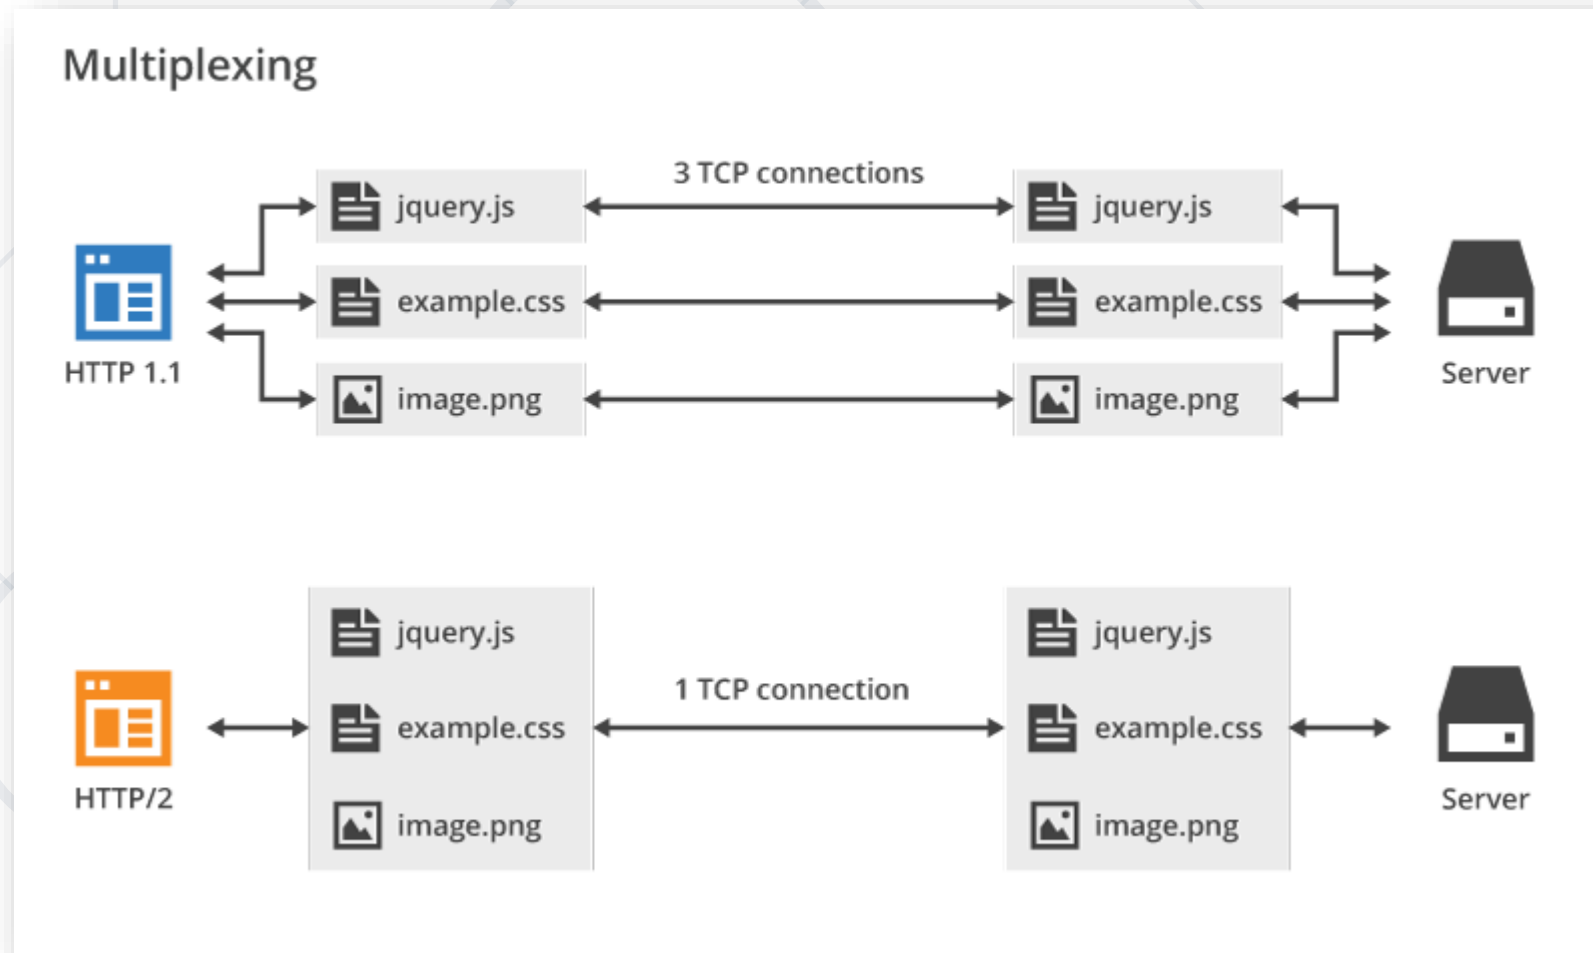 Multiplexing
3 TCP connections
jquery.js
jquery.js
example.css
example.css
HTTP 1.1
Server
image.png
image.png
jquery.js
jquery.js
1 TCP connection
example.css
example.css
HTTP/2
Server
image.png
image.png